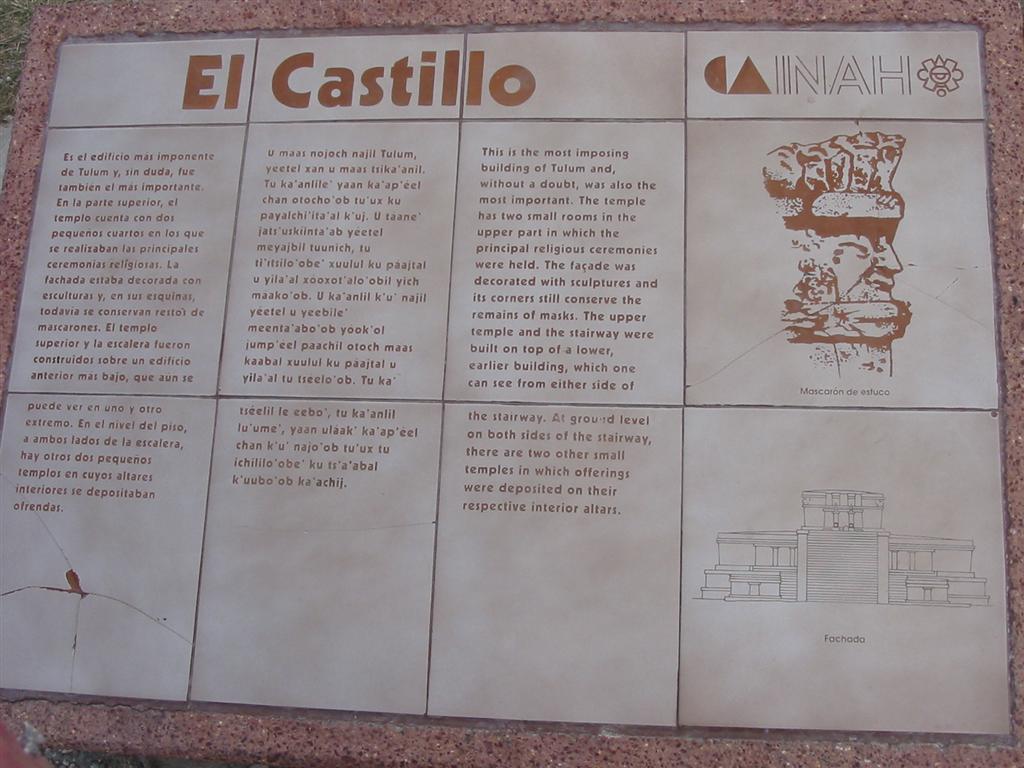 El Castillo
CA INAH
Es el edificio más imponente
de Tulum y, sin duda, fue
también el más importante.
En la parte superior, el
templo cuenta con dos
pequeños cuartos en los que
se realizaban las principales
ceremonias religiosas. La
fachada estaba decorada con
esculturas y, en sus esquinas,
todavía se conservan restos de
mascarones. El templo
superior y la escalera fueron
construidos sobre un edificio
anterior más bajo, que aún se
puede ver en uno y otro
extremo. En el nivel del piso,
a ambos lados de la escalera,
hay otros dos pequeños
templos en cuyos altares
interiores se depositaban
ofrendas.
U maas nojoch najil Tulum,
yeetel xan u maas tsika'anil.
Tu ka'anlile' yaan ka'ap'éel
chan otocho'ob tu'ux ku
payalchi'ita'al k'uj. U taane'
jats'uskiinta'ab yéetel
meyajbil tuunich, tu
ti'itsilo'obe' xuulul ku páajtal
u yila'al xooxot'alo'obil yich
maako'ob. U ka'anlil k'u' najil
yéetel u yeebile'
meenta'abo'ob yóok'ol
jump'éel paachil otoch maas
kaabal xuulul ku páajtal u
yila'al tu tseelo'ob. Tu ka'
tséelil le eebo', tu ka'anlil
lu'ume', yaan uláak' ka'ap'éel
chan k'u' najo'ob tu'ux tu
ichililo'obe' ku ts'a'abal
k'uubo'ob ka'achij.
This is the most imposing
building of Tulum and,
without a doubt, was also the
most important. The temple
has two small rooms in the
upper part in which the
principal religious ceremonies
were held. The façade was
decorated with sculptures and
its corners still conserve the
remains of masks. The upper
temple and the stairway were
built on top of a lower,
earlier building, which one
can see from either side of
the stairway. At ground level
on both sides of the stairway,
there are two other small
temples in which offerings
were deposited on their
respective interior altars.
Mascarón de estuco
Fachada